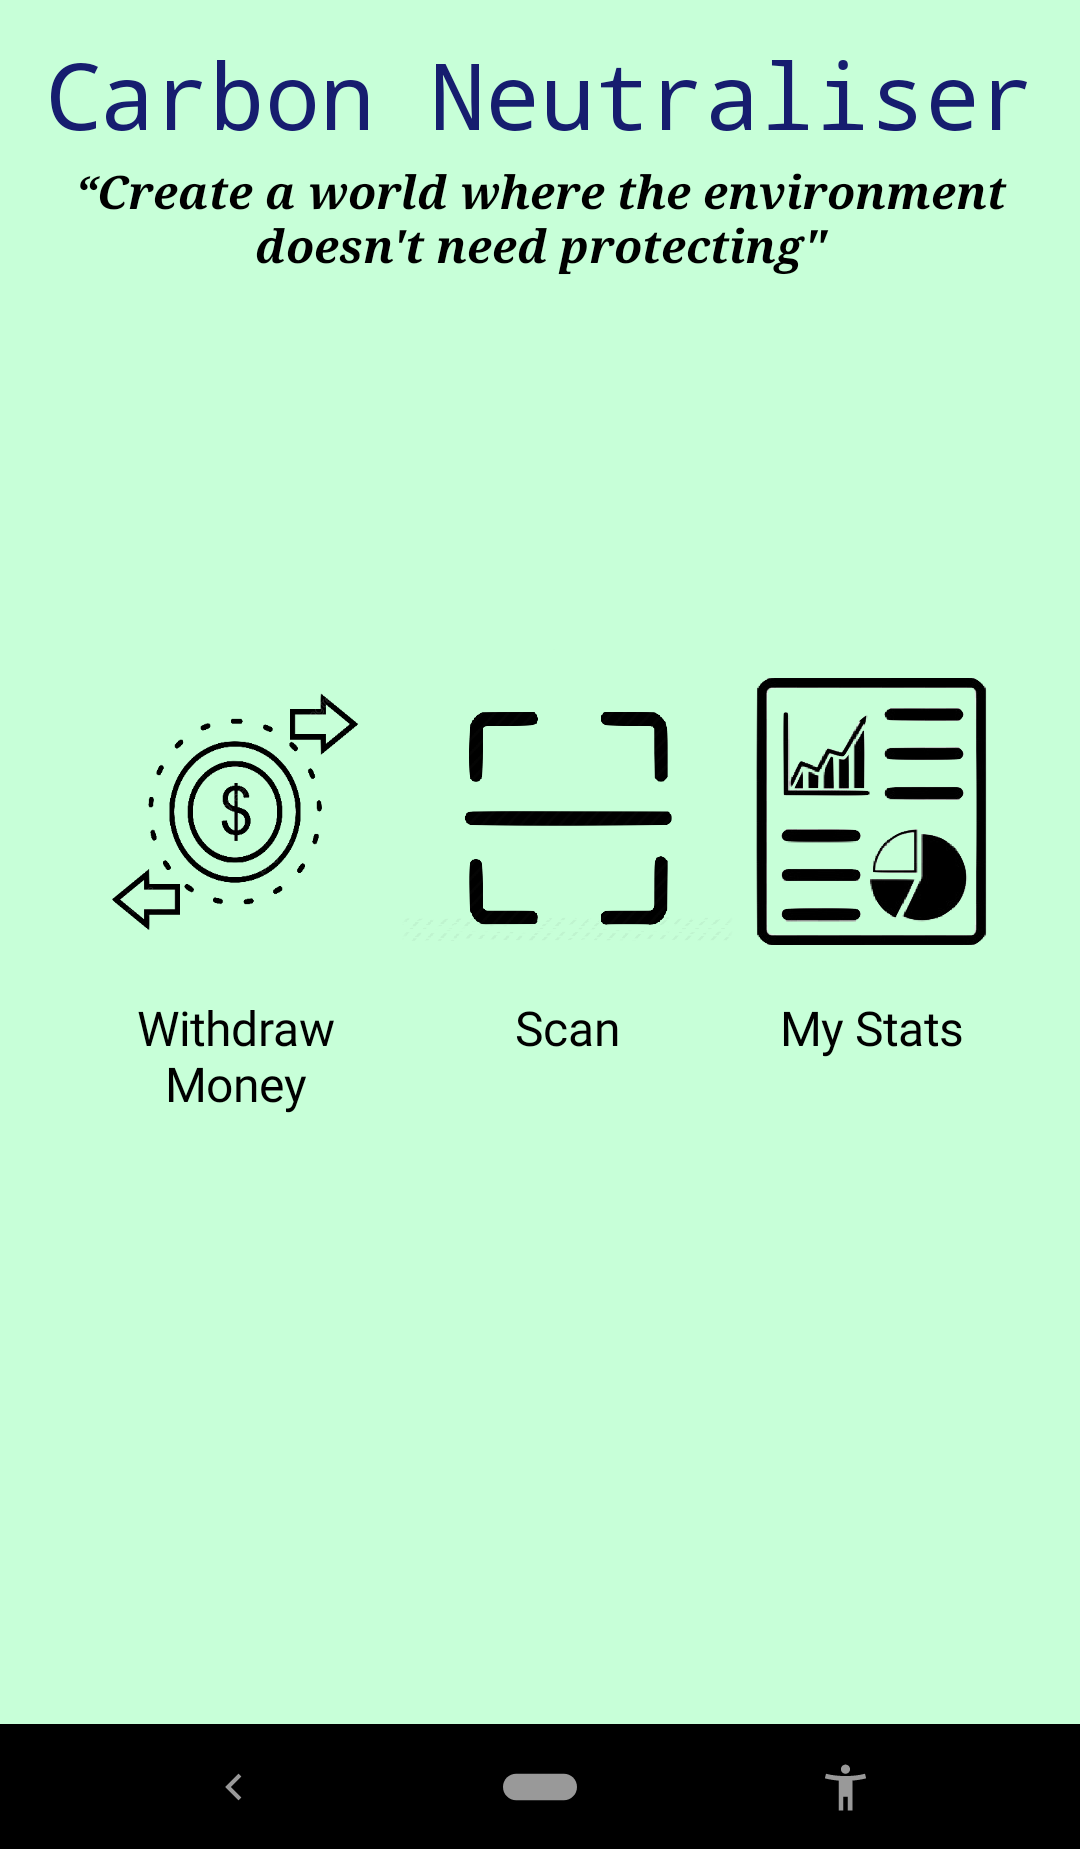 Carbon Neutraliser
“Create a world where the environment
doesn't need protecting"
$
Withdraw
Money
Scan
My Stats